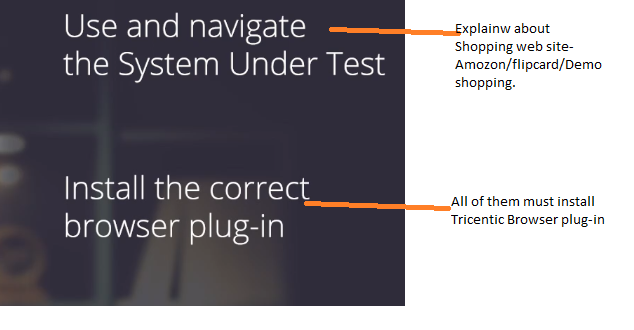 Use and navigate
the System Under Test
Explainw about
Shopping web site-
Amozon/flipcard/Demo
shopping.
Install the correct
browser plug-in
All of them must install
Tricentic Browser plug-in